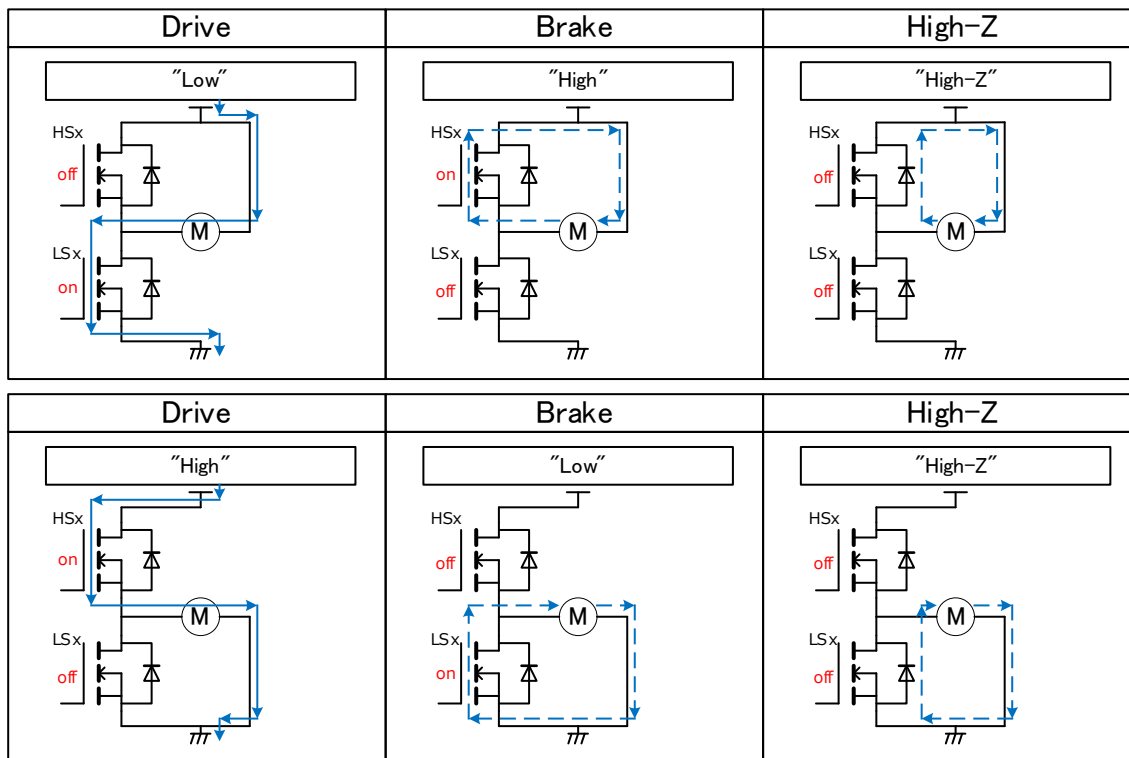 Drive Brake High-Z
"Low" "High" "High-Z"
HSx HSx HSx
off on off
M M M
LSx LSx LSx
on off off
Drive Brake High-Z
"High" "Low" "High-Z"
HSx HSx HSx
on off off
M M M
LSx LSx LSx
off on off